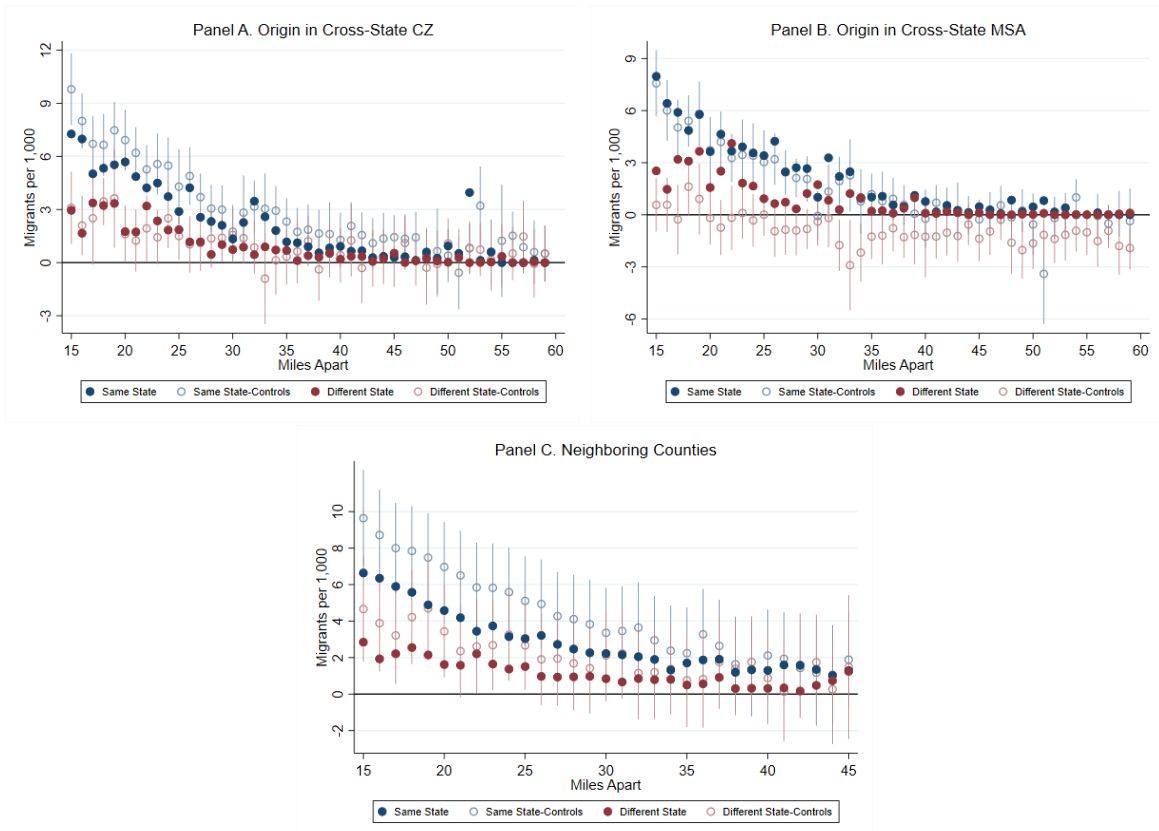 Panel A. Origin in Cross-State CZ
12
9
6
3
0
-3
Migrants per 1,000
15 20 25 30 35 40 45 50 55 60
Miles Apart
Same State Same State-Controls Different State Different State-Controls
Panel B. Origin in Cross-State MSA
9
6
3
0
-3
-6
Migrants per 1,000
15 20 25 30 35 40 45 50 55 60
Miles Apart
Same State Same State-Controls Different State Different State-Controls
Panel C. Neighboring Counties
10
8
6
4
2
0
-2
Migrants per 1,000
15 20 25 30 35 40 45
Miles Apart
Same State Same State-Controls Different State Different State-Controls